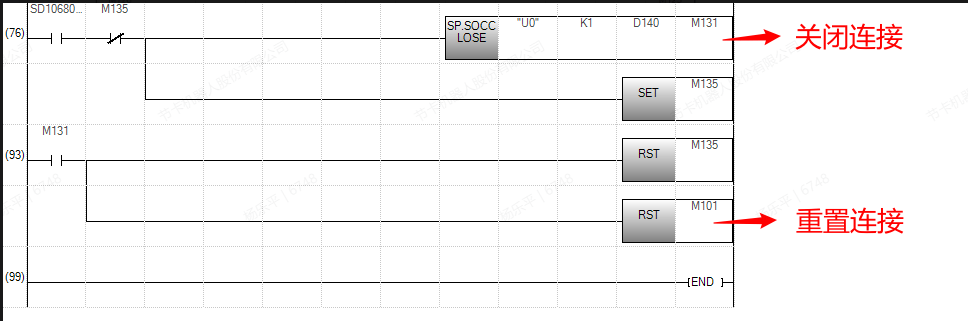 SD10680... M135
(76) SP.SOCC "U0" K1 D140 M131 关闭连接
LOSE
M135
SET
M131
(93) RST M135
M101
RST 重置连接
(99) END